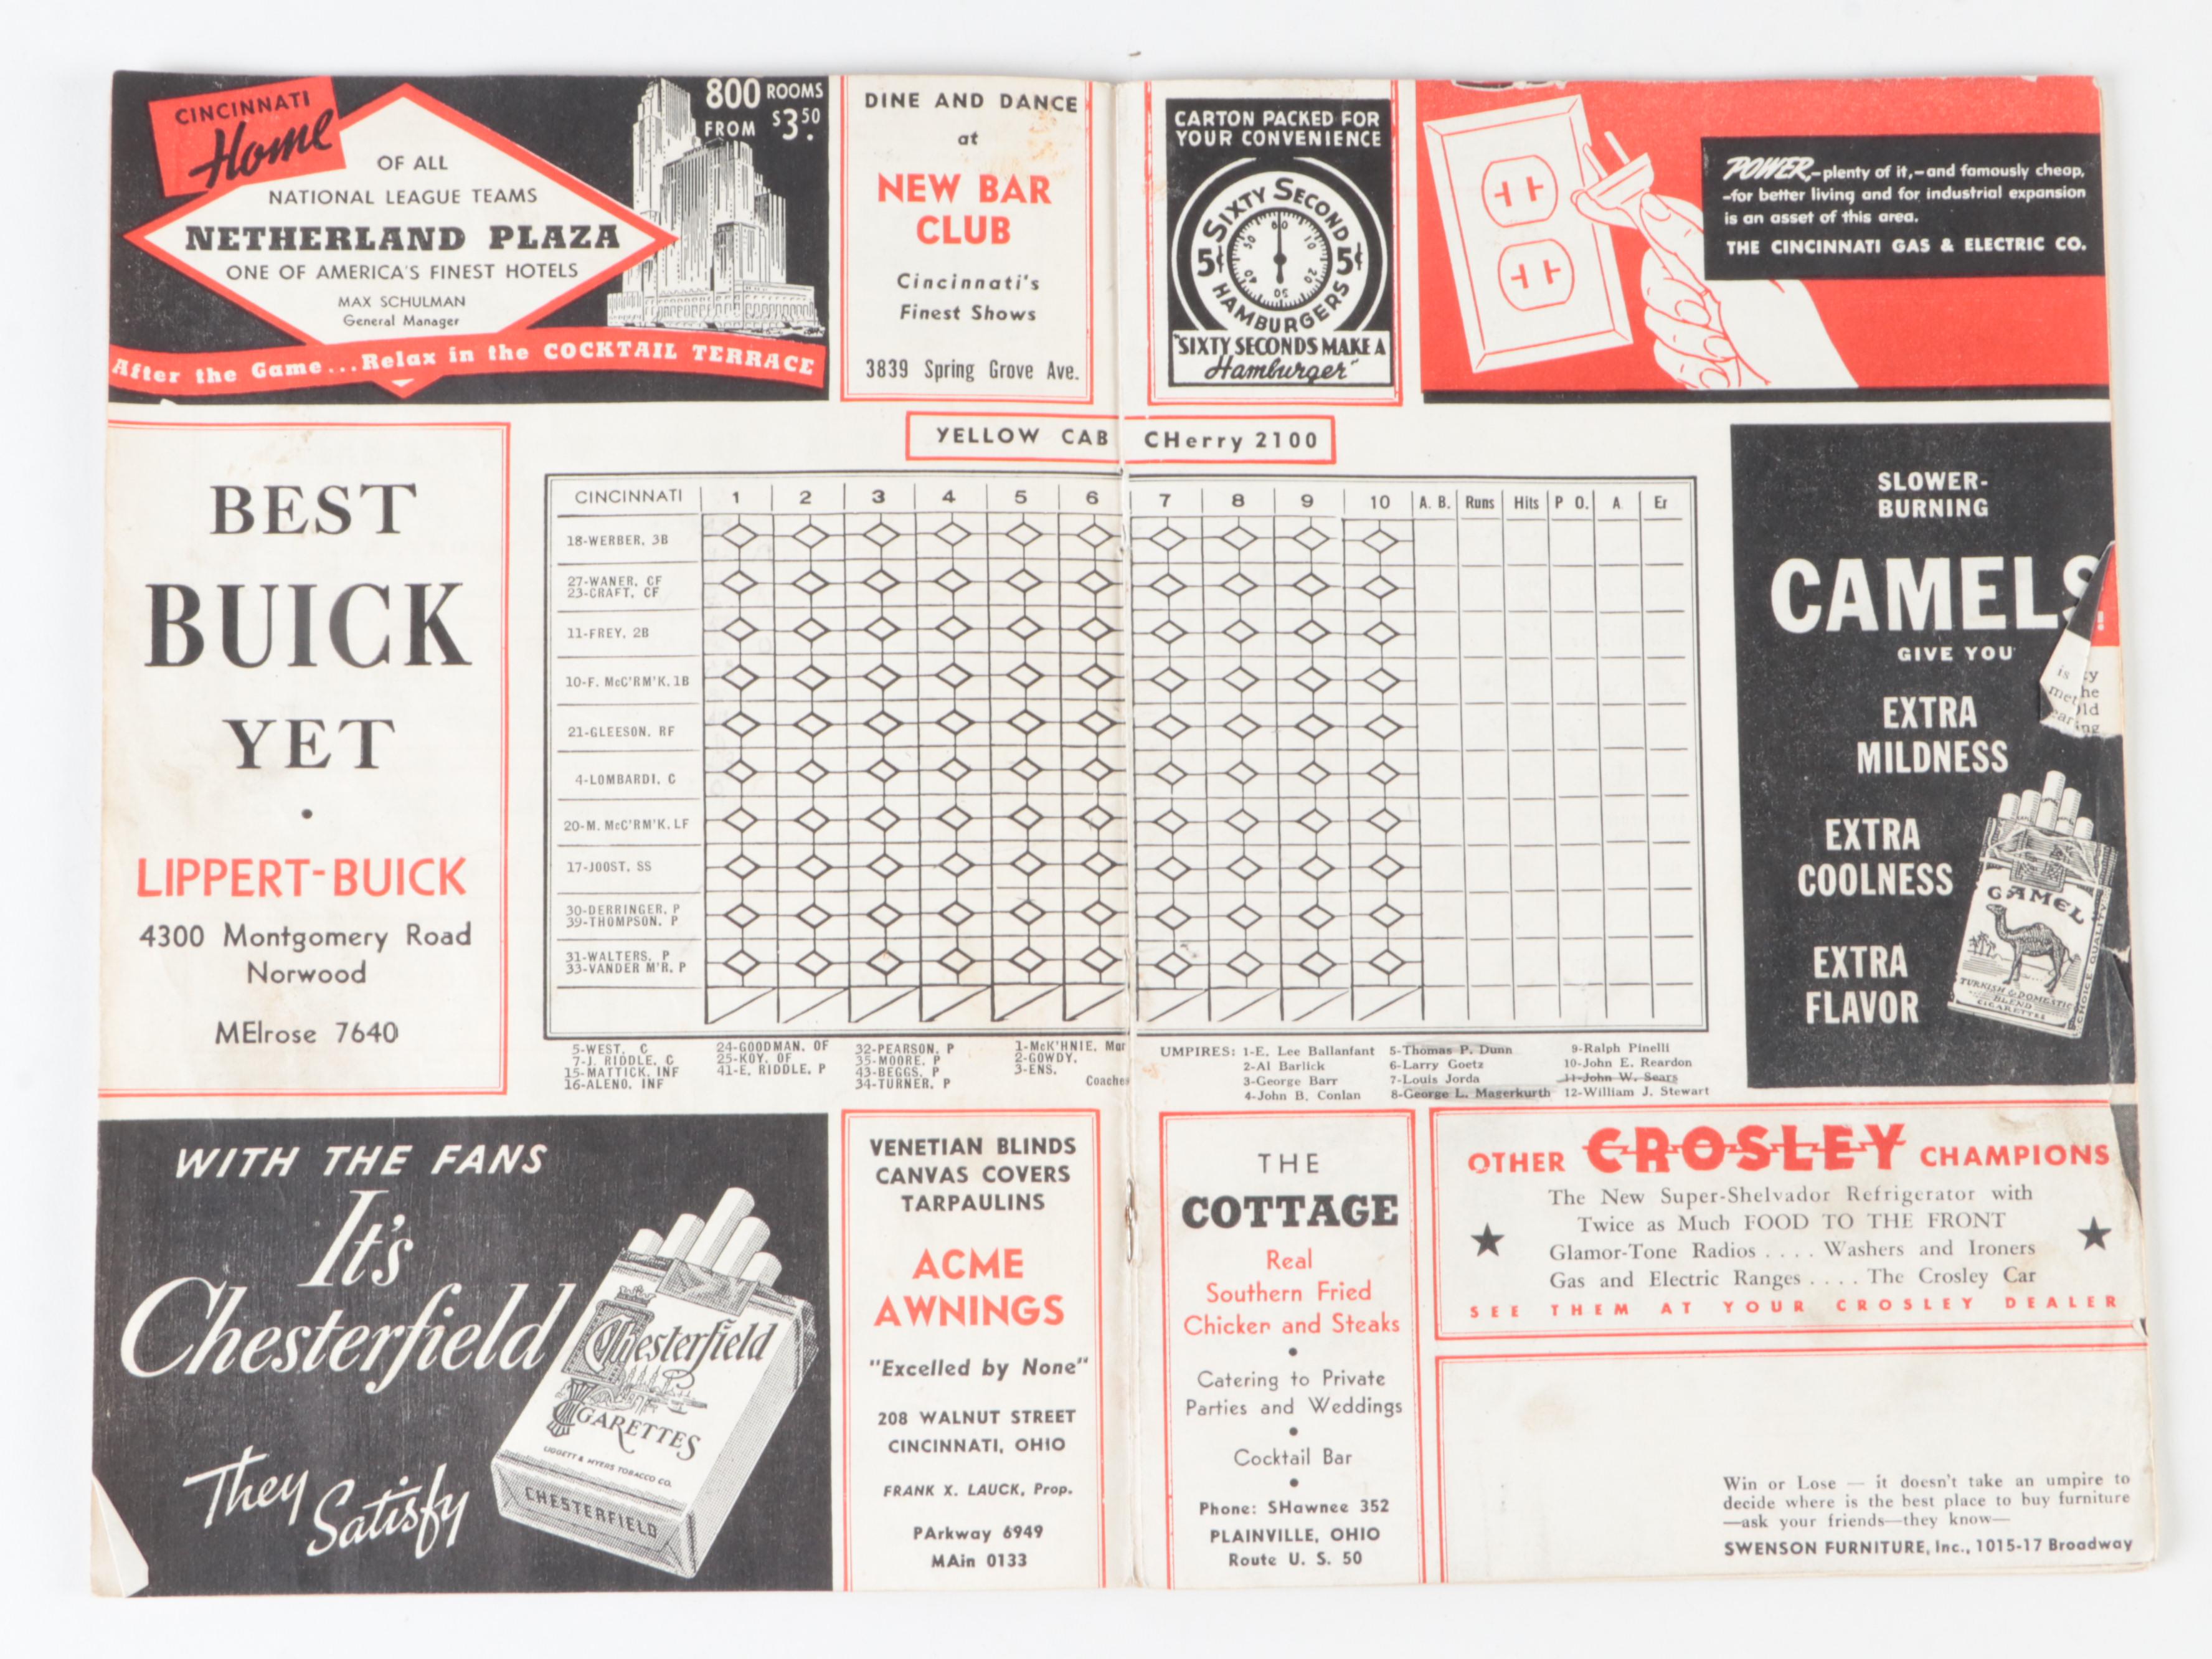 CINCINNATI
Home
OF ALL
NATIONAL LEAGUE TEAMS
NETHERLAND PLAZA
ONE OF AMERICA'S FINEST HOTELS
MAX SCHULMAN
General Manager
800 ROOMS
FROM $3.50
After the Game...Relax in the COCKTAIL TERRACE
DINE AND DANCE
at
NEW BAR
CLUB
Cincinnati's
Finest Shows
3839 Spring Grove Ave.
CARTON PACKED FOR
YOUR CONVENIENCE
SIXTY SECOND
5¢ 5¢
60 10 20 50 40 50
HAMBURGERS
"SIXTY SECONDS MAKE A
Hamburger"
POWER,—plenty of it,—and famously cheap,
—for better living and for industrial expansion
is an asset of this area.
THE CINCINNATI GAS & ELECTRIC CO.
YELLOW CAB CHerry 2100
BEST
BUICK
YET
LIPPERT-BUICK
4300 Montgomery Road
Norwood
MElrose 7640
CINCINNATI 1 2 3 4 5 6 7 8 9 10 A. B. Runs Hits P O. A Er
18-WERBER, 3B
27-WANER, CF
23-CRAFT, CF
11-FREY, 2B
10-F. McC'RM'K, 1B
21-GLEESON, RF
4-LOMBARDI, C
20-M. McC'RM'K, LF
17-JOOST, SS
30-DERRINGER, P
39-THOMPSON, P
31-WALTERS, P
33-VANDER M'R, P
5-WEST, C
7-J. RIDDLE, C
15-MATTICK, INF
16-ALENO, INF
24-GOODMAN, OF
25-KOY, OF
41-E. RIDDLE, P
32-PEARSON, P
35-MOORE, P
43-BEGGS, P
34-TURNER, P
1-McK'HNIE, Mgr
2-GOWDY,
3-ENS.
Coaches
UMPIRES: 1-E. Lee Ballanfant
2-Al Barlick
3-George Barr
4-John B. Conlan
5-Thomas P. Dunn
6-Larry Goetz
7-Louis Jorda
8-George L. Magerkurth
9-Ralph Pinelli
10-John E. Reardon
11-John W. Sears
12-William J. Stewart
SLOWER-
BURNING
CAMELS
GIVE YOU
EXTRA
MILDNESS
EXTRA
COOLNESS
EXTRA
FLAVOR
CAMEL
TURKISH & DOMESTIC
BLEND
CIGARETTES
CHOICE QUALITY
WITH THE FANS
It's
Chesterfield
They
Satisfy
Chesterfield
CIGARETTES
LIGGETT & MYERS TOBACCO CO.
CHESTERFIELD
VENETIAN BLINDS
CANVAS COVERS
TARPAULINS
ACME
AWNINGS
"Excelled by None"
208 WALNUT STREET
CINCINNATI, OHIO
FRANK X. LAUCK, Prop.
PArkway 6949
MAin 0133
THE
COTTAGE
Real
Southern Fried
Chicken and Steaks
Catering to Private
Parties and Weddings
Cocktail Bar
Phone: SHawnee 352
PLAINVILLE, OHIO
Route U. S. 50
OTHER CROSLEY CHAMPIONS
The New Super-Shelvador Refrigerator with
Twice as Much FOOD TO THE FRONT
Glamor-Tone Radios .... Washers and Ironers
Gas and Electric Ranges .... The Crosley Car
SEE THEM AT YOUR CROSLEY DEALER
Win or Lose — it doesn't take an umpire to
decide where is the best place to buy furniture
—ask your friends—they know—
SWENSON FURNITURE, Inc., 1015-17 Broadway